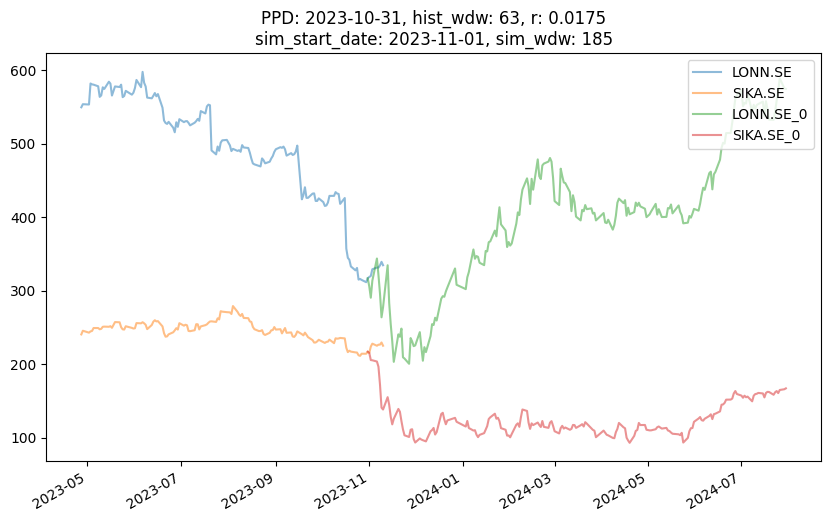 PPD: 2023-10-31, hist_wdw: 63, r: 0.0175
sim_start_date: 2023-11-01, sim_wdw: 185
600
500
400
300
200
100
LONN.SE
SIKA.SE
LONN.SE_0
SIKA.SE_0
2023-05
2023-07
2023-09
2023-11
2024-01
2024-03
2024-05
2024-07